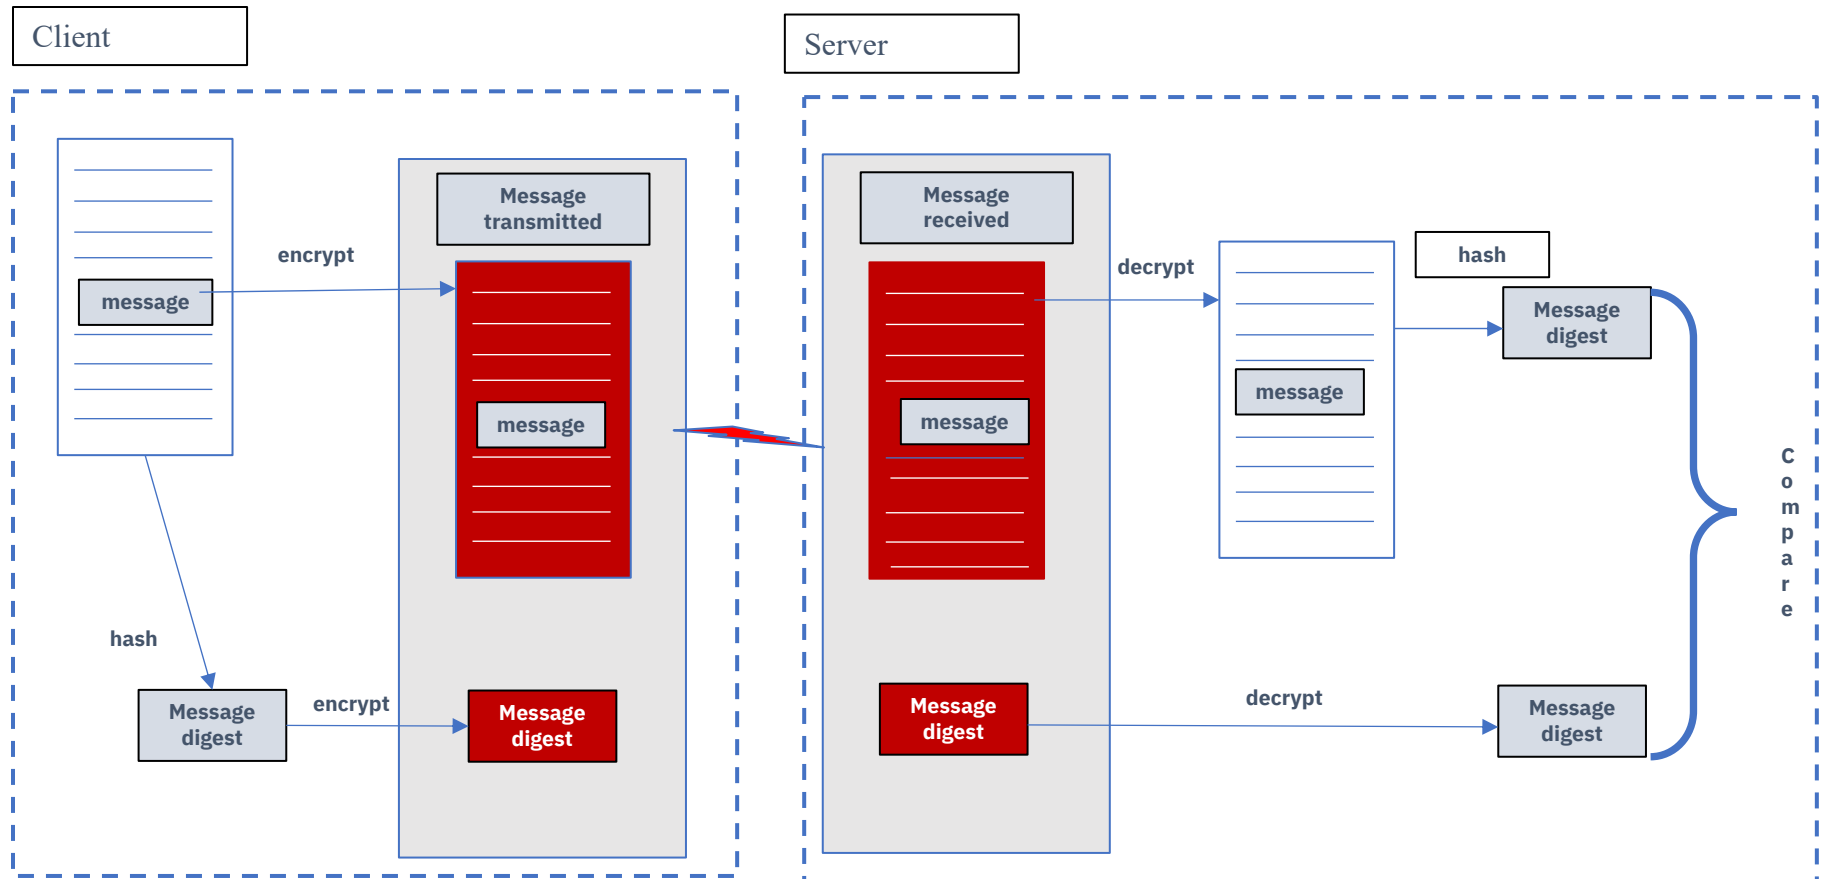 Client
Server
message
encrypt
Message
transmitted
message
hash
Message
digest
encrypt
Message
digest
Message
received
message
decrypt
message
hash
Message
digest
Message
digest
decrypt
Message
digest
Compare